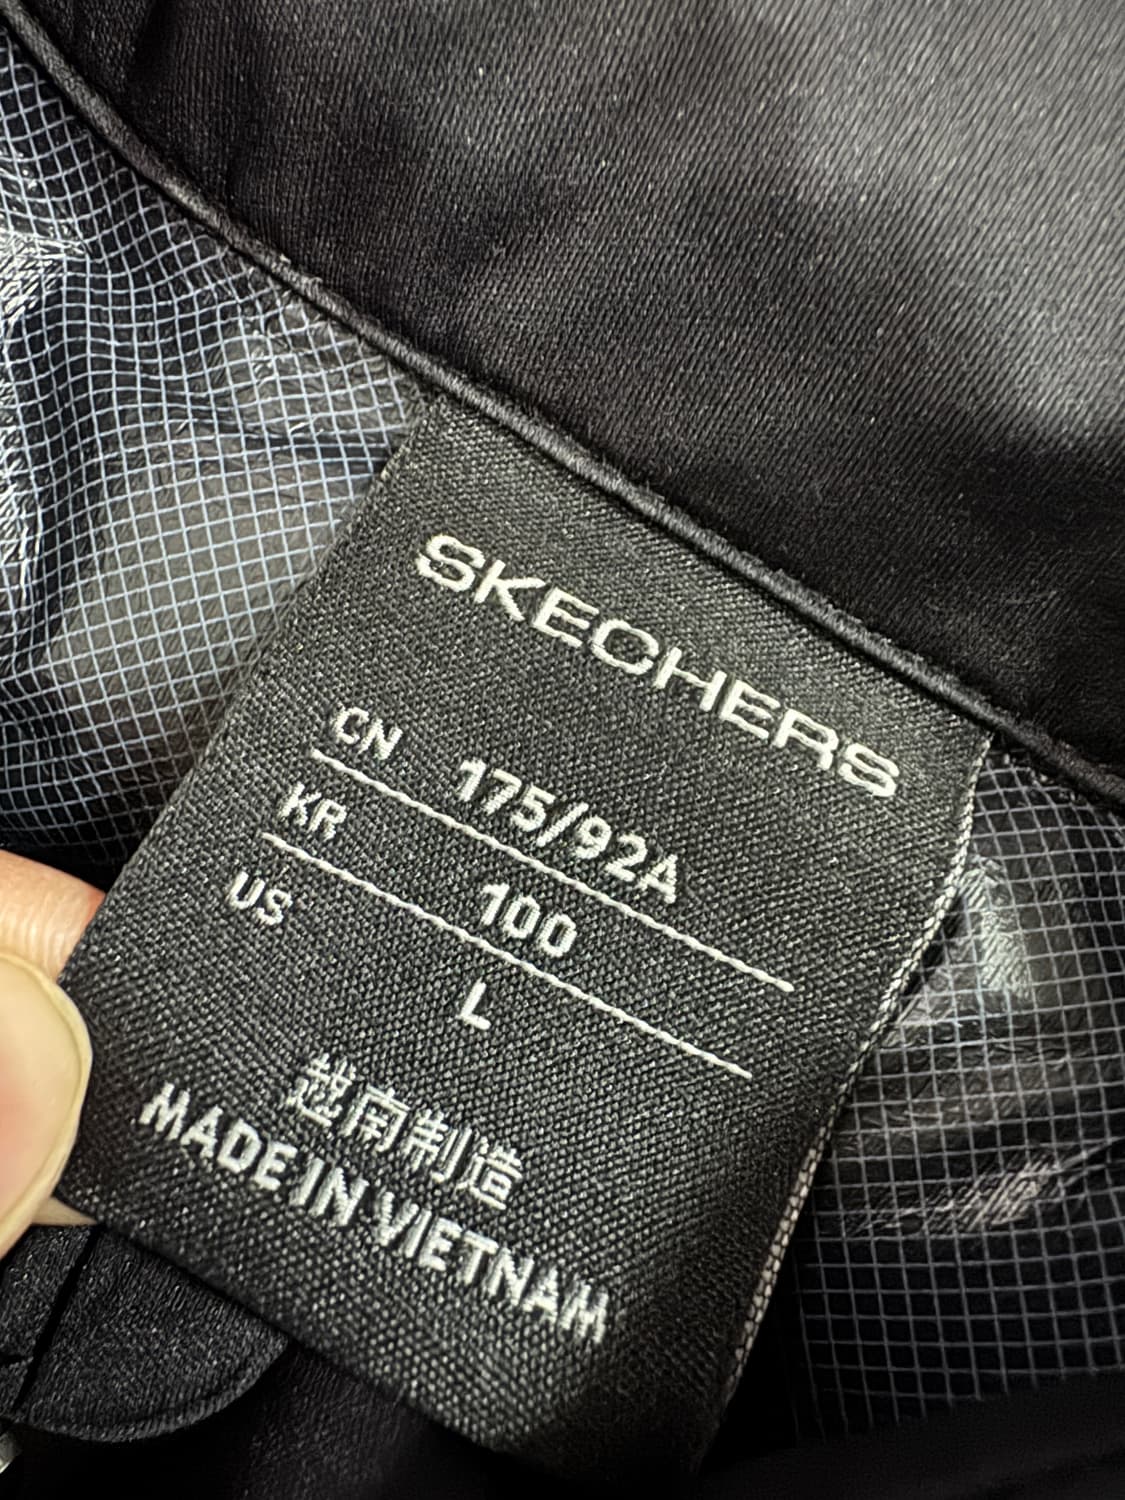 SKECHERS
CN 175/92A
KR 100
US L
越南制造
MADE IN VIETNAM